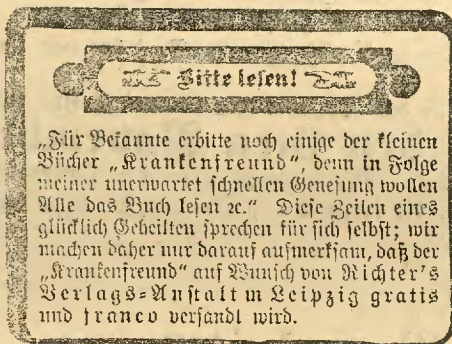 Bitte lesen!
„Für Bekannte erbitte noch einige der kleinen
Bücher „Krankenfreund“, denn in Folge
meiner unerwartet schnellen Genesung wollen
Alle das Buch lesen ꝛc.“ Diese Zeilen eines
glücklich Geheilten sprechen für sich selbst; wir
machen daher nur darauf aufmerksam, daß der
„Krankenfreund“ auf Wunsch von Richter's
Verlags-Anstalt in Leipzig gratis
und franco versandt wird.